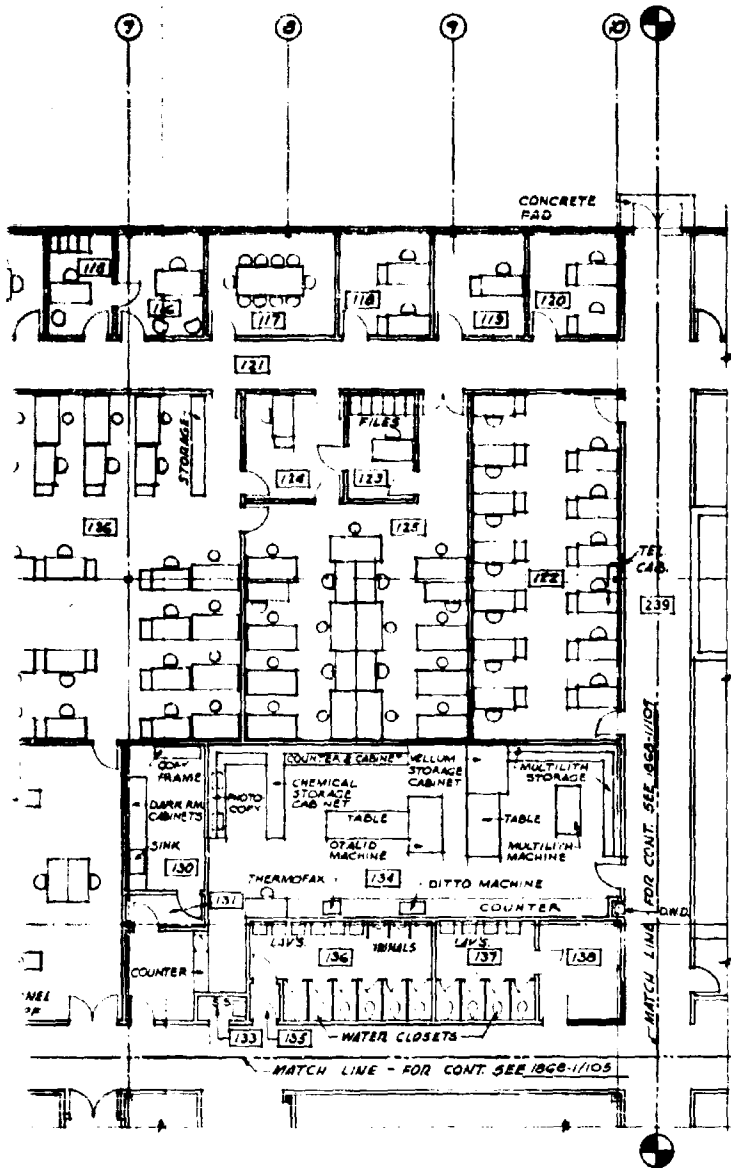 7
8
9
10
CONCRETE
PAD
116
117
118
119
120
121
STORAGE
FILES
124
123
126
125
122
TEL.
CAB.
239
COPY
FRAME
COUNTER & CABINET
VELLUM
STORAGE
CABINET
MULTILITH
STORAGE
DARK RM.
CABINETS
PHOTO
COPY
CHEMICAL
STORAGE
CABINET
TABLE
TABLE
SINK
OZALID
MACHINE
MULTILITH
MACHINE
130
134
THERMOFAX
DITTO MACHINE
131
COUNTER
LAV'S.
136
URINALS
LAV'S.
137
138
COUNTER
S.S.
133
135
WATER CLOSETS
MATCH LINE - FOR CONT. SEE 1868-1/107
MATCH LINE - FOR CONT. SEE 1868-1/105